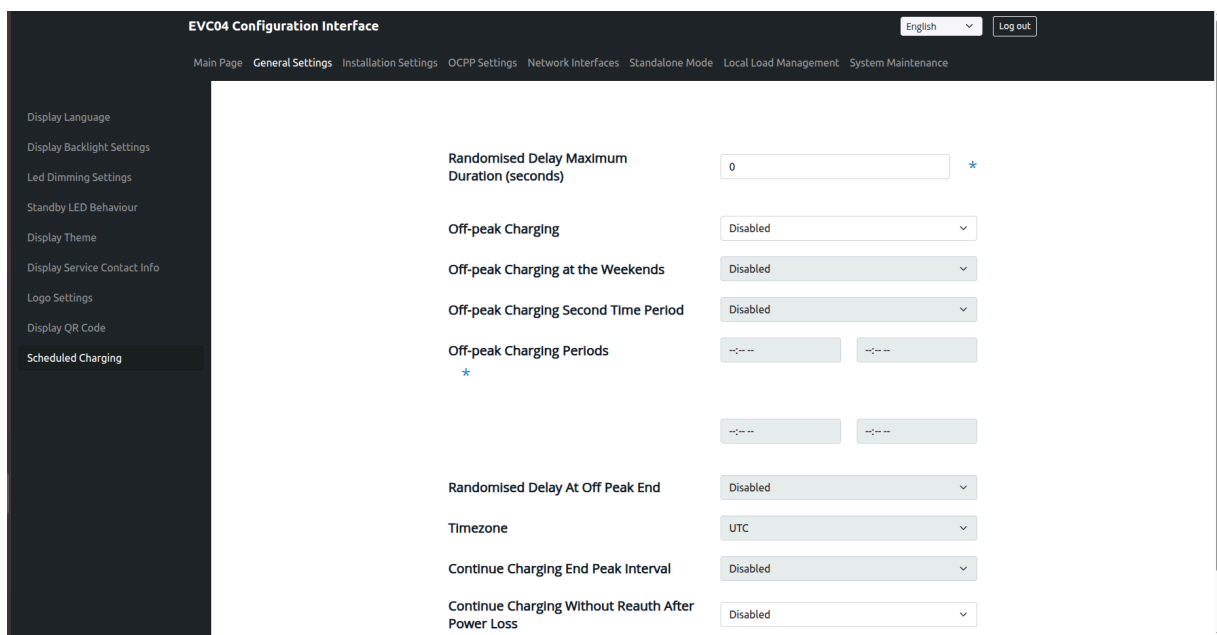 EVC04 Configuration Interface
English
Log out
Main Page General Settings Installation Settings OCPP Settings Network Interfaces Standalone Mode Local Load Management System Maintenance
Display Language
Display Backlight Settings
Led Dimming Settings
Standby LED Behaviour
Display Theme
Display Service Contact Info
Logo Settings
Display QR Code
Scheduled Charging
Randomised Delay Maximum
Duration (seconds)
0 *
Off-peak Charging
Disabled
Off-peak Charging at the Weekends
Disabled
Off-peak Charging Second Time Period
Disabled
Off-peak Charging Periods
*
--:-- -- --:-- --
--:-- -- --:-- --
Randomised Delay At Off Peak End
Disabled
Timezone
UTC
Continue Charging End Peak Interval
Disabled
Continue Charging Without Reauth After
Power Loss
Disabled